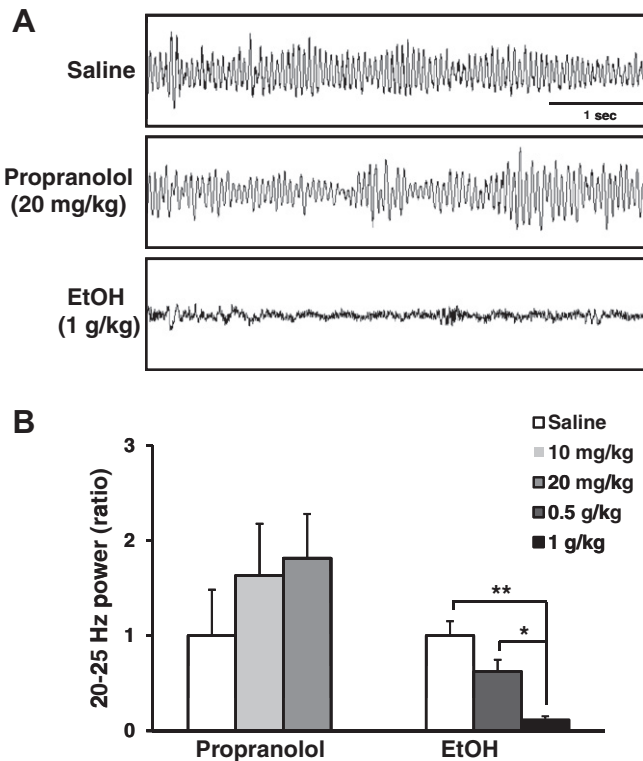 A
Saline
1 sec
Propranolol
(20 mg/kg)
EtOH
(1 g/kg)
B
Saline
10 mg/kg
20 mg/kg
0.5 g/kg
1 g/kg
20-25 Hz power (ratio)
3
2
1
0
**
*
Propranolol
EtOH